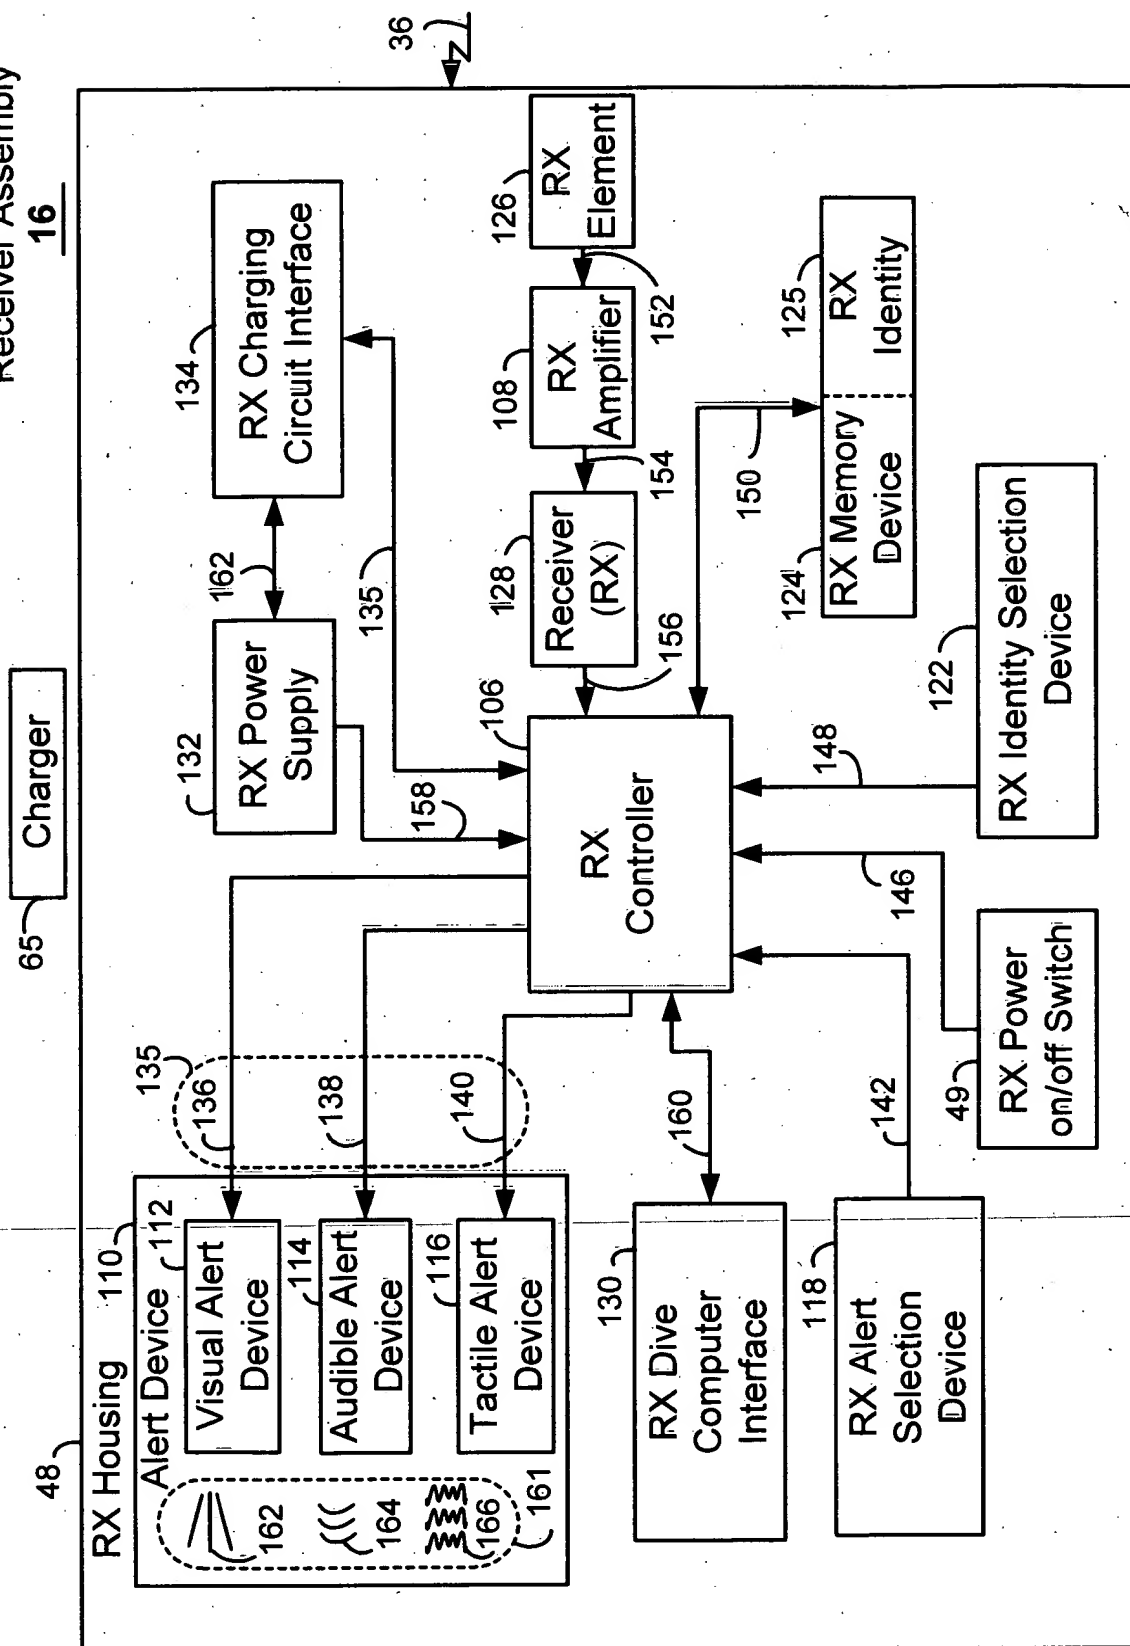 Receiver Assembly
16
36
65
Charger
48
RX Housing
110
Alert Device
112
Visual Alert
Device
114
Audible Alert
Device
116
Tactile Alert
Device
162
164
166
161
135
136
138
140
132
RX Power
Supply
162
134
RX Charging
Circuit Interface
135
158
106
RX
Controller
128
Receiver
(RX)
156
154
108
RX
Amplifier
152
126
RX
Element
150
124
RX Memory
Device
125
RX
Identity
130
RX Dive
Computer
Interface
160
118
RX Alert
Selection
Device
142
49
RX Power
on/off Switch
146
148
122
RX Identity Selection
Device